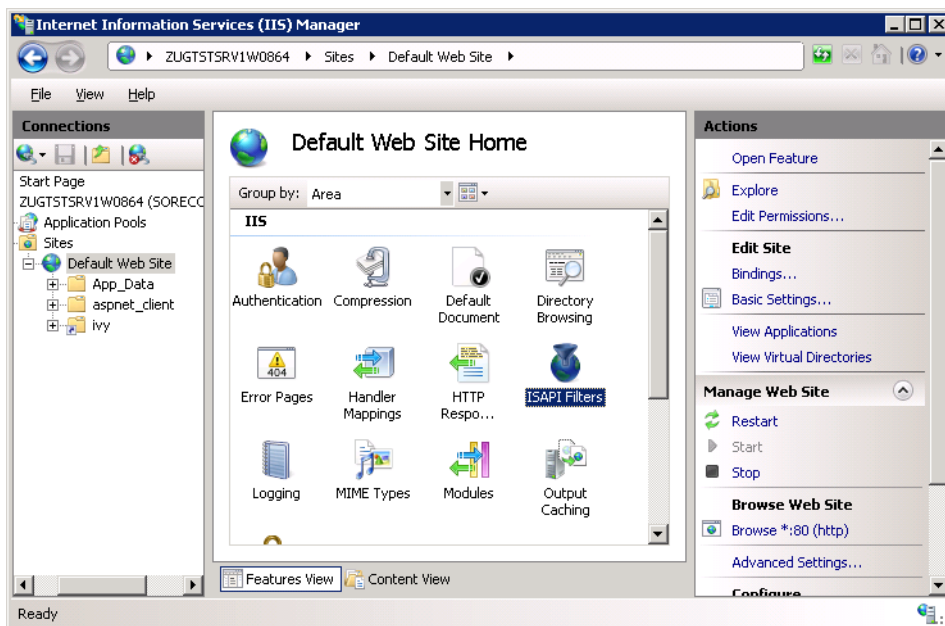 Internet Information Services (IIS) Manager
ZUGTSTSRV1W0864 Sites Default Web Site
File View Help
Connections
Start Page
ZUGTSTSRV1W0864 (SORECC
Application Pools
Sites
Default Web Site
App_Data
aspnet_client
ivy
Default Web Site Home
Group by: Area
IIS
Authentication Compression Default Document Directory Browsing
Error Pages Handler Mappings HTTP Respo... ISAPI Filters
404
Logging MIME Types Modules Output Caching
Features View Content View
Actions
Open Feature
Explore
Edit Permissions...
Edit Site
Bindings...
Basic Settings...
View Applications
View Virtual Directories
Manage Web Site
Restart
Start
Stop
Browse Web Site
Browse *:80 (http)
Advanced Settings...
Configure
Ready